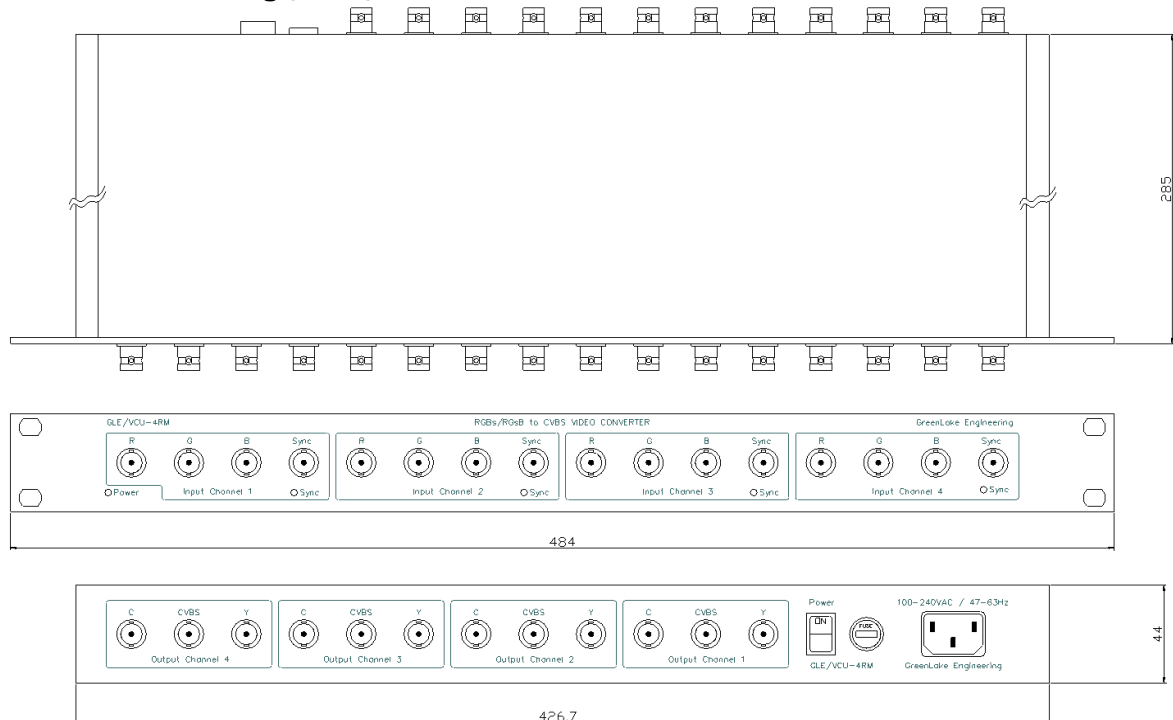 285
GLE/VCU-4RM RGBs/RGsB to CVBS VIDEO CONVERTER GreenLake Engineering
R G B Sync R G B Sync R G B Sync R G B Sync
Power Input Channel 1 Sync Input Channel 2 Sync Input Channel 3 Sync Input Channel 4 Sync
484
C CVBS Y C CVBS Y C CVBS Y C CVBS Y Power 100-240VAC / 47-63Hz
ON FUSE
Output Channel 4 Output Channel 3 Output Channel 2 Output Channel 1 GLE/VCU-4RM GreenLake Engineering
44
426.7